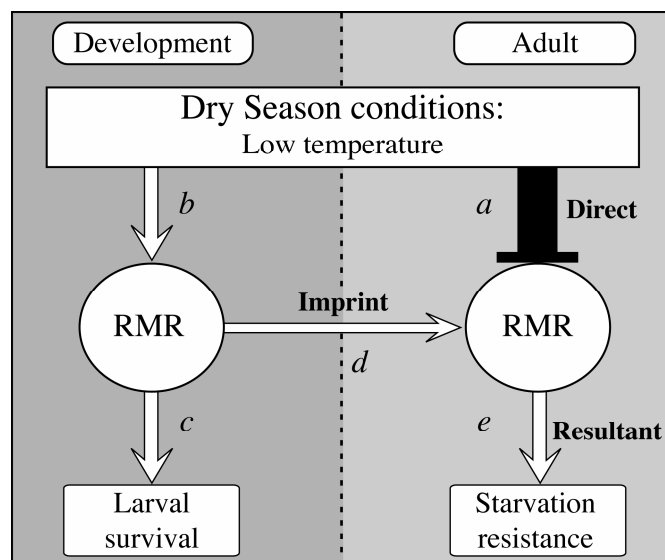 Development
Adult
Dry Season conditions:
Low temperature
b
a
Direct
RMR
Imprint
RMR
d
c
e
Resultant
Larval
survival
Starvation
resistance